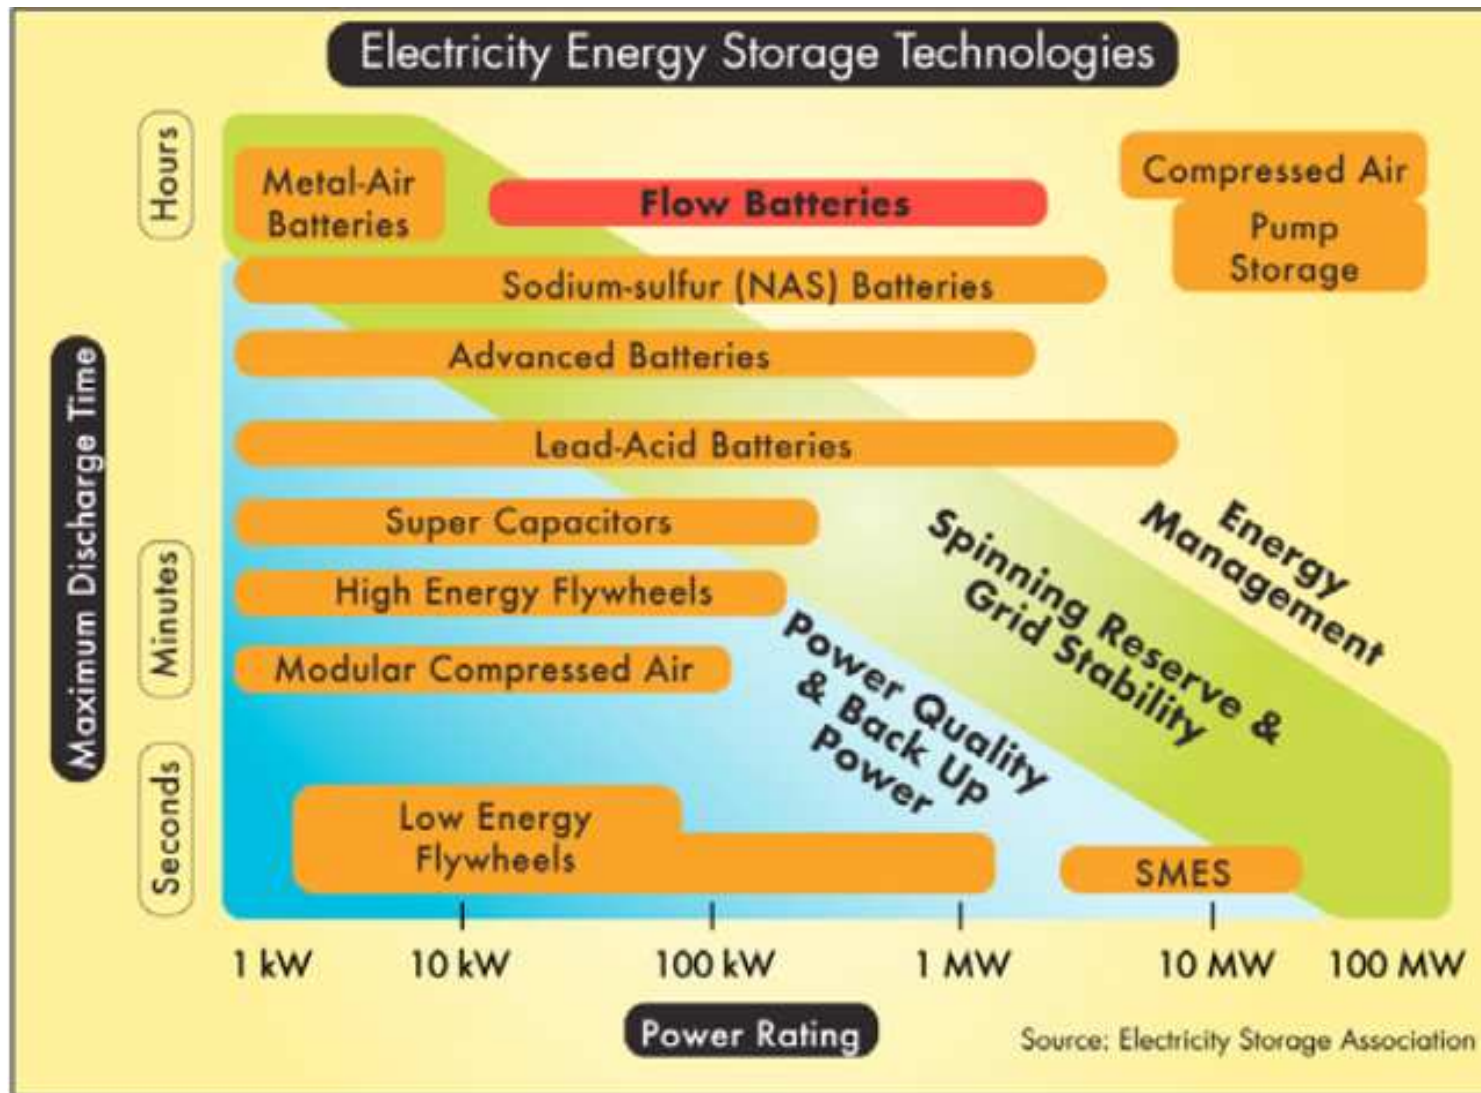 Electricity Energy Storage Technologies
Maximum Discharge Time
Hours
Minutes
Seconds
Metal-Air
Batteries
Flow Batteries
Compressed Air
Pump
Storage
Sodium-sulfur (NAS) Batteries
Advanced Batteries
Lead-Acid Batteries
Super Capacitors
High Energy Flywheels
Modular Compressed Air
Low Energy
Flywheels
SMES
Energy
Management
Spinning Reserve &
Grid Stability
Power Quality
& Back Up
Power
1 kW
10 kW
100 kW
1 MW
10 MW
100 MW
Power Rating
Source: Electricity Storage Association